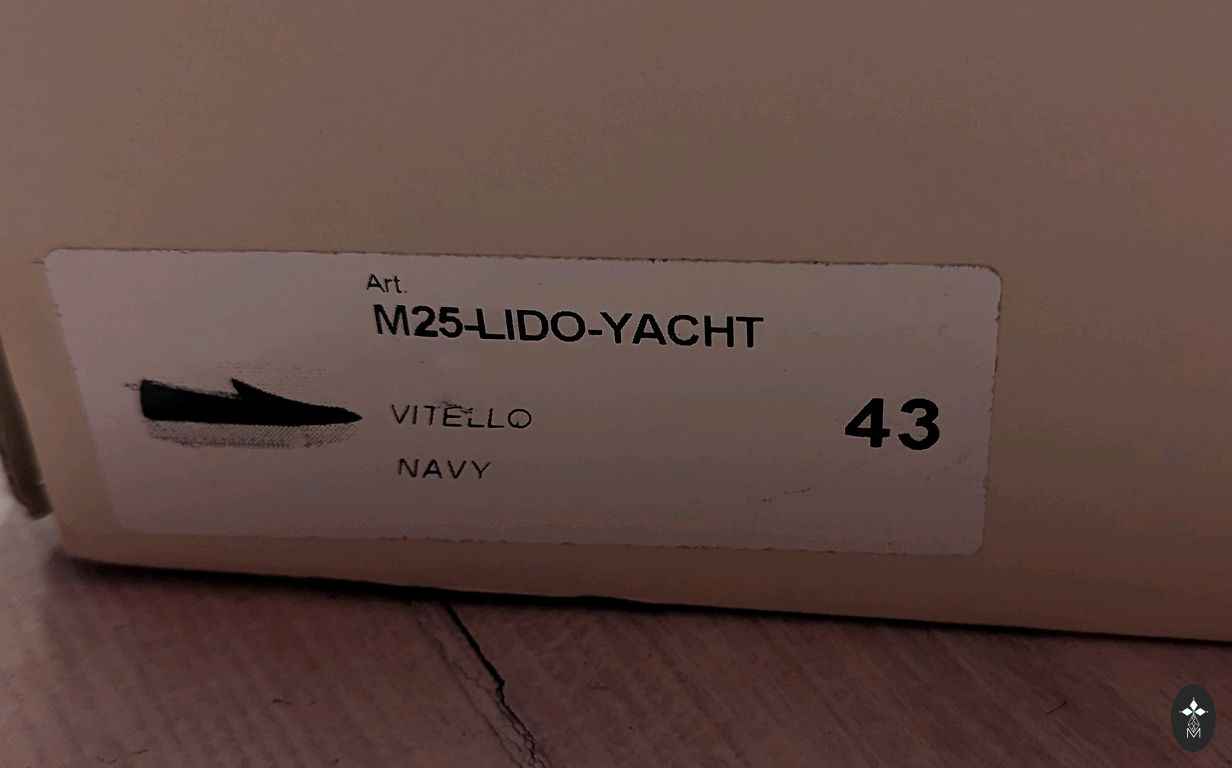 Art.
M25-LIDO-YACHT
VITELLO
NAVY
43
M